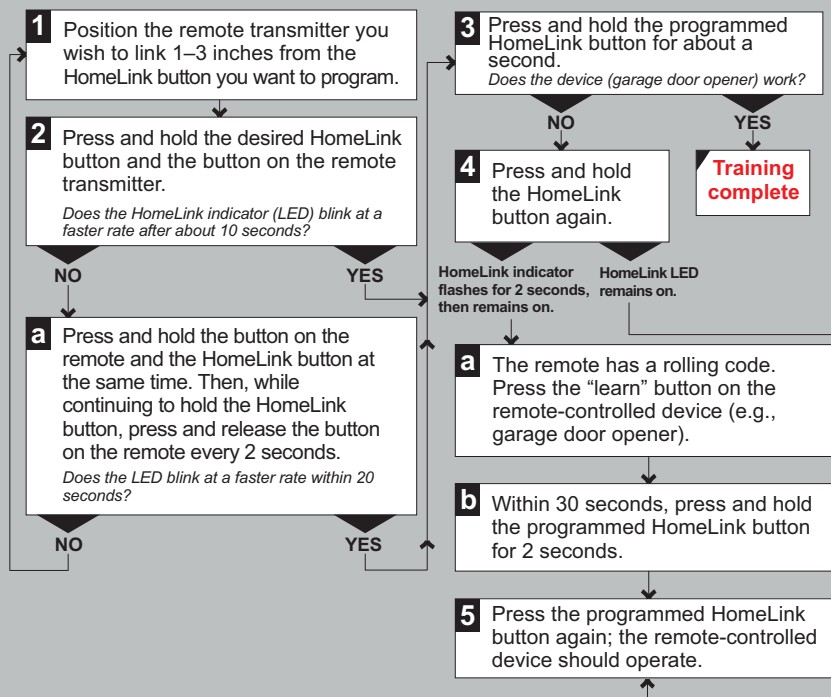 1 Position the remote transmitter you
wish to link 1–3 inches from the
HomeLink button you want to program.
2 Press and hold the desired HomeLink
button and the button on the remote
transmitter.
Does the HomeLink indicator (LED) blink at a
faster rate after about 10 seconds?
NO YES
a Press and hold the button on the
remote and the HomeLink button at
the same time. Then, while
continuing to hold the HomeLink
button, press and release the button
on the remote every 2 seconds.
Does the LED blink at a faster rate within 20
seconds?
NO YES
3 Press and hold the programmed
HomeLink button for about a
second.
Does the device (garage door opener) work?
NO YES
4 Press and hold
the HomeLink
button again.
Training
complete
HomeLink indicator
flashes for 2 seconds,
then remains on.
HomeLink LED
remains on.
a The remote has a rolling code.
Press the “learn” button on the
remote-controlled device (e.g.,
garage door opener).
b Within 30 seconds, press and hold
the programmed HomeLink button
for 2 seconds.
5 Press the programmed HomeLink
button again; the remote-controlled
device should operate.